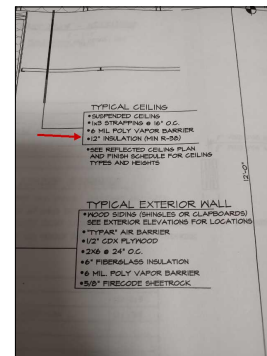 TYPICAL CEILING
•SUSPENDED CEILING
•1x3 STRAPPING @ 16" O.C.
•6 MIL POLY VAPOR BARRIER
•12" INSULATION (MIN R-38)
•SEE REFLECTED CEILING PLAN
AND FINISH SCHEDULE FOR CEILING
TYPES AND HEIGHTS
12'-0"
TYPICAL EXTERIOR WALL
•WOOD SIDING (SHINGLES OR CLAPBOARDS)
SEE EXTERIOR ELEVATIONS FOR LOCATIONS
•"TYPAR" AIR BARRIER
•1/2" CDX PLYWOOD
•2X6 @ 24" O.C.
•6" FIBERGLASS INSULATION
•6 MIL. POLY VAPOR BARRIER
•5/8" FIRECODE SHEETROCK